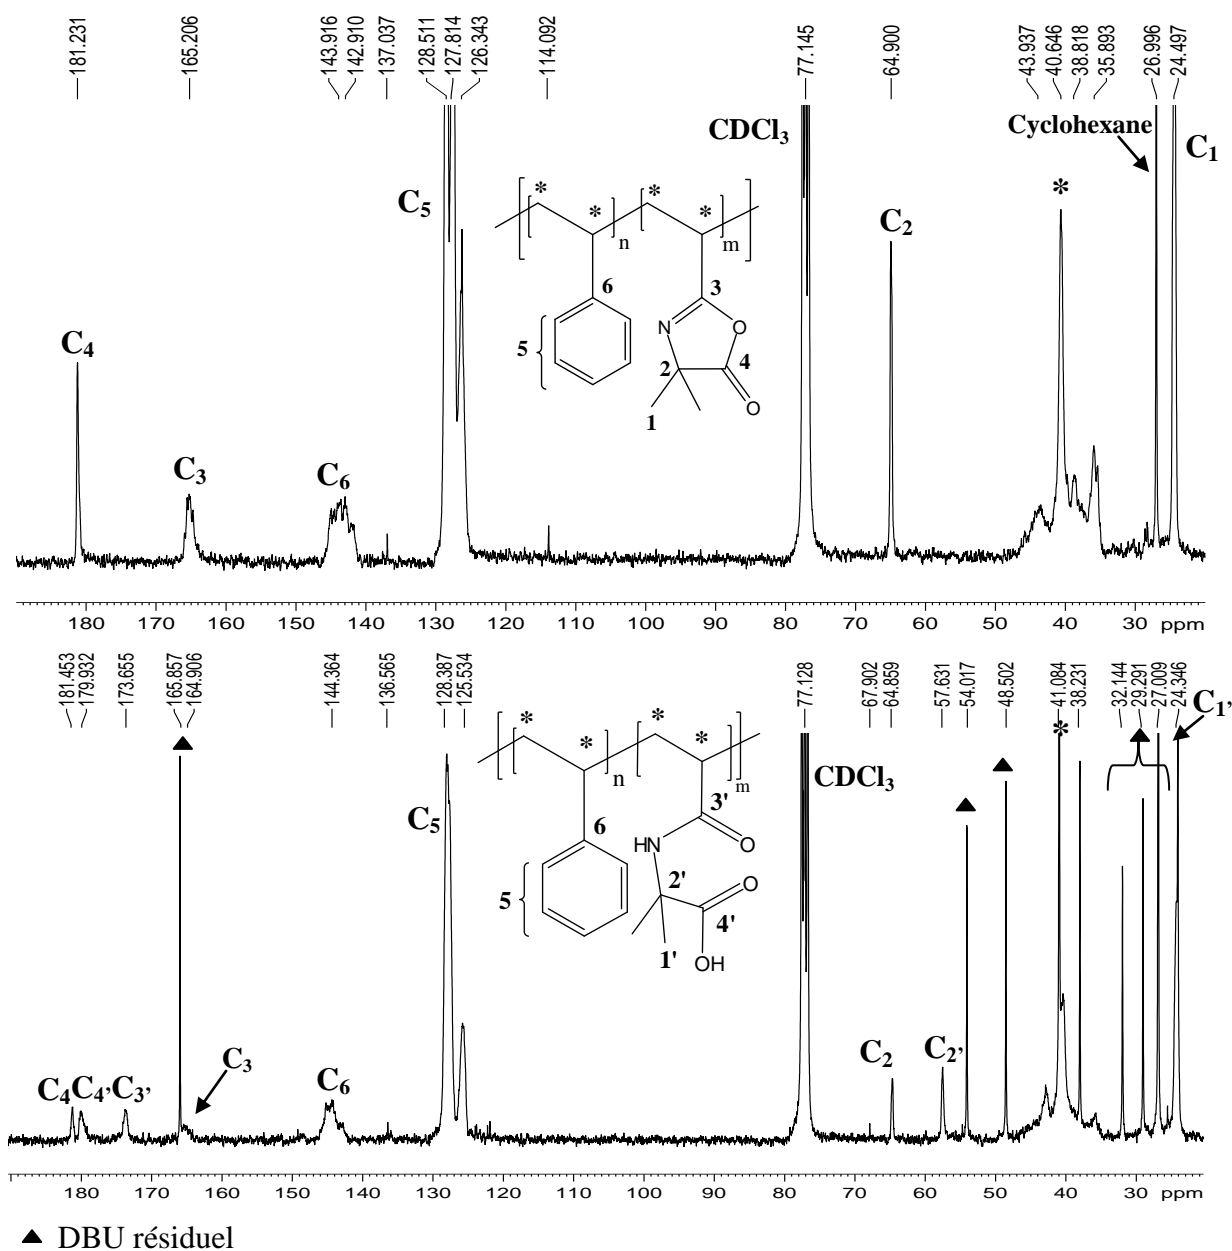 181.231 165.206 143.916 142.910 137.037 128.511 127.814 126.343 114.092 77.145 64.900 43.937 40.646 38.818 35.893 26.996 24.497
CDCl3 Cyclohexane C1
C5 * * * * * C2
n m
6 3
N O
5 2 4
O
1
C4 C3 C6
180 170 160 150 140 130 120 110 100 90 80 70 60 50 40 30 ppm
181.453 179.932 173.655 165.857 164.906 144.364 136.565 128.387 125.534 77.128 67.902 64.859 57.631 54.017 48.502 41.084 38.231 32.144 29.291 27.009 24.346
C1'
* * * * *
n m
CDCl3
C5 3'
6 HN O
2' O
5 4'
1' OH
C4 C4' C3' C3 C6 C2 C2'
180 170 160 150 140 130 120 110 100 90 80 70 60 50 40 30 ppm
▲ DBU résiduel